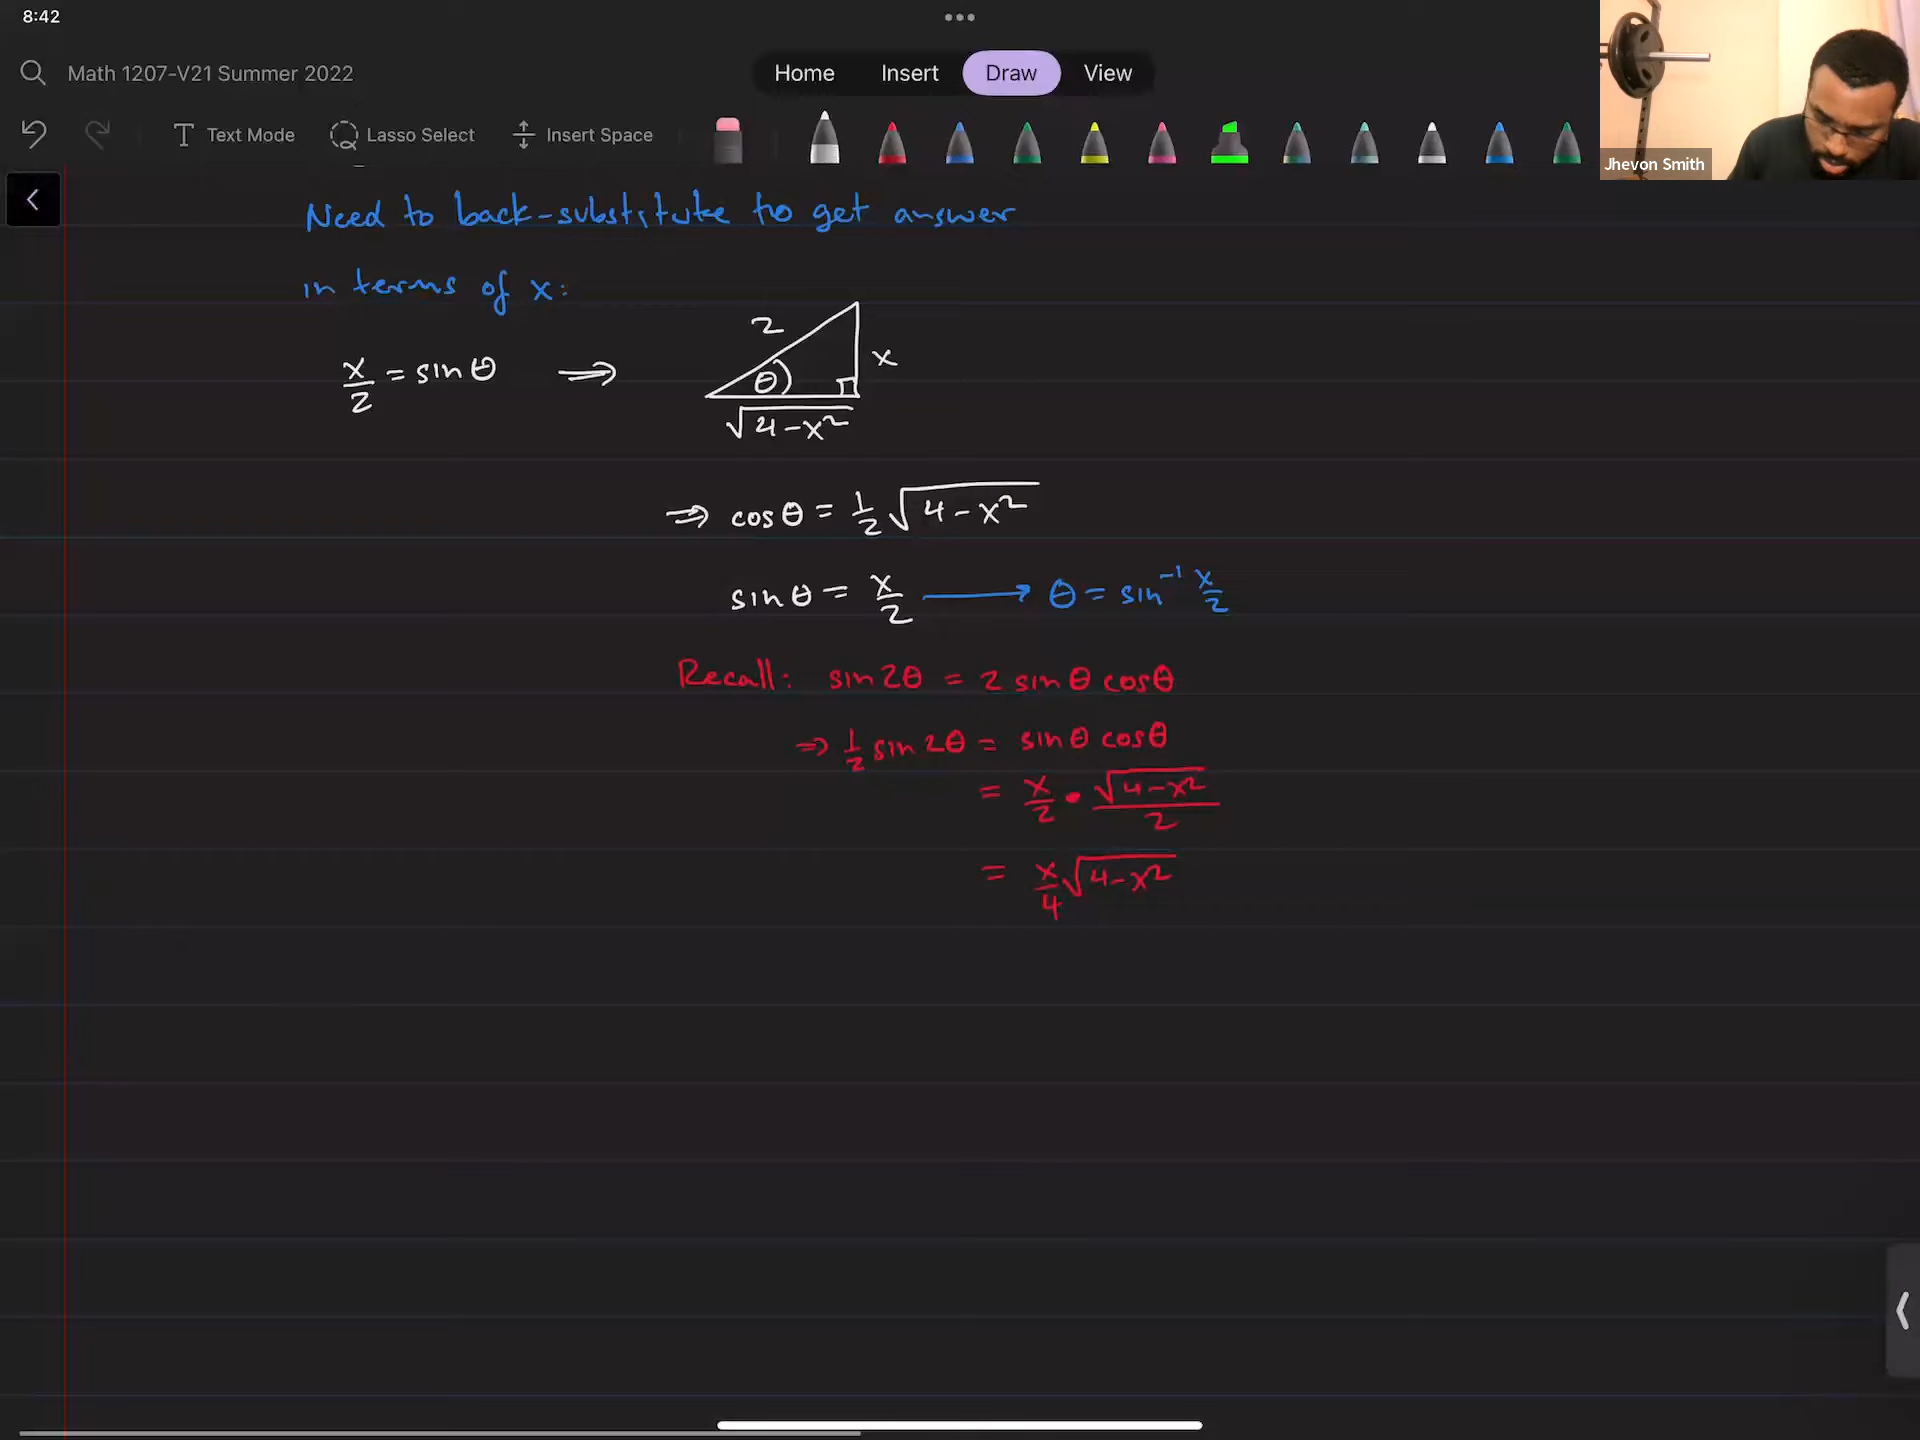 8:42
Math 1207-V21 Summer 2022
Home Insert Draw View
Text Mode Lasso Select Insert Space
Jhevon Smith
Need to back-substitute to get answer
in terms of x:
x/2 = sin θ ⇒
2
θ
x
√(4-x²)
⇒ cos θ = 1/2 √(4-x²)
sin θ = x/2 → θ = sin⁻¹ x/2
Recall: sin 2θ = 2 sin θ cos θ
⇒ 1/2 sin 2θ = sin θ cos θ
= x/2 • √(4-x²)/2
= x/4 √(4-x²)